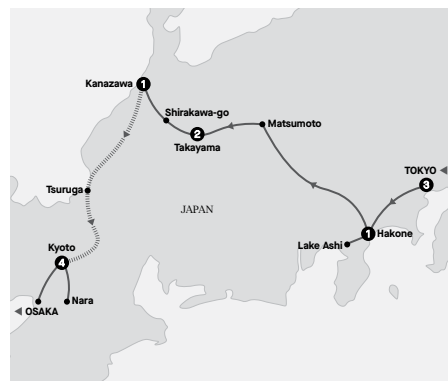 Kanazawa 1
Shirakawa-go
2
Takayama
Matsumoto
TOKYO
3
Tsuruga
JAPAN
Kyoto
4
1 Hakone
Lake Ashi
OSAKA
Nara